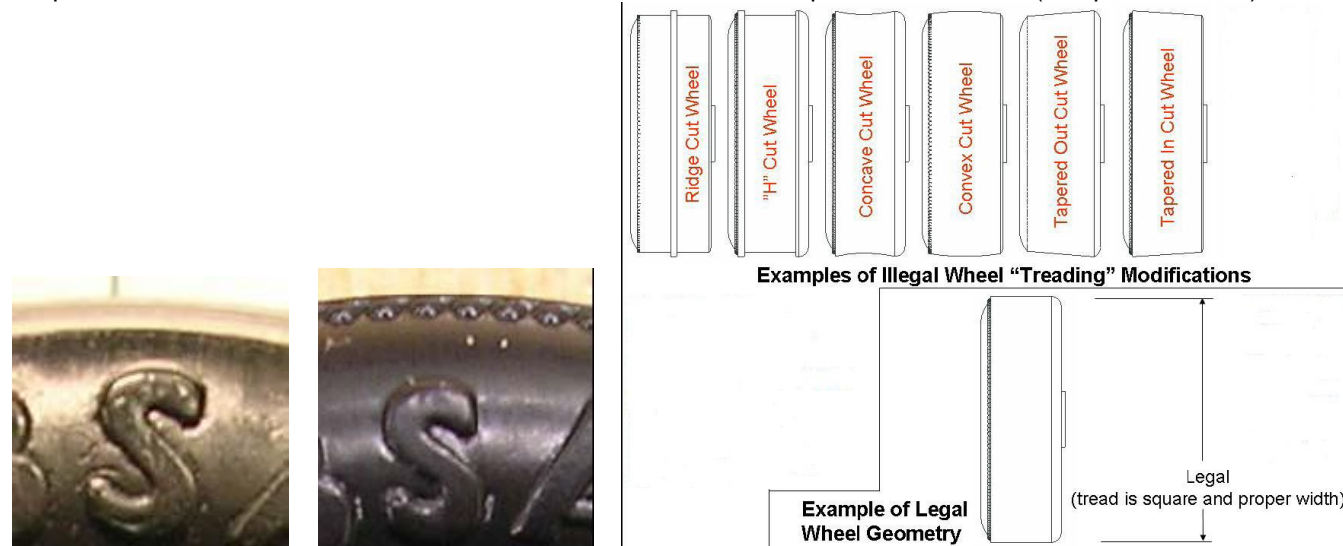 Ridge Cut Wheel
"H" Cut Wheel
Concave Cut Wheel
Convex Cut Wheel
Tapered Out Cut Wheel
Tapered In Cut Wheel
Examples of Illegal Wheel “Treading” Modifications
S
SA
Legal
(tread is square and proper width)
Example of Legal
Wheel Geometry